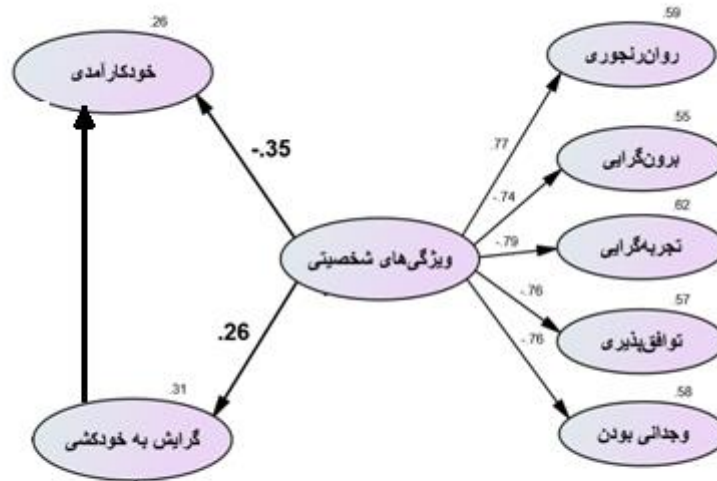 .26
خودکارآمدی
-.35
ویژگی‌های شخصیتی
.26
.31
گرایش به خودکشی
.59
روان‌رنجوری
.77
.55
برون‌گرایی
-.74
.62
تجربه‌گرایی
-.79
.57
توافق‌پذیری
-.76
.58
وجدانی بودن
-.76